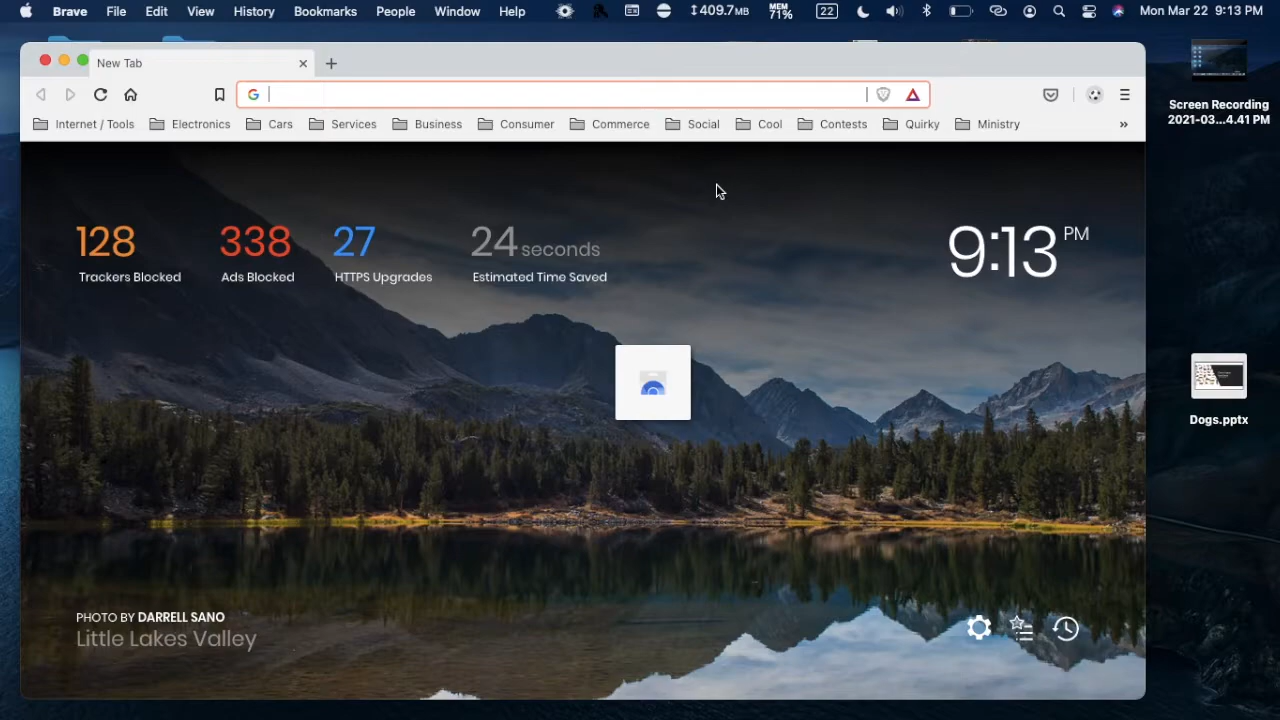 Brave File Edit View History Bookmarks People Window Help 409.7MB MEM 71% 22 Mon Mar 22 9:13 PM
New Tab
Internet / Tools Electronics Cars Services Business Consumer Commerce Social Cool Contests Quirky Ministry »
Screen Recording
2021-03...4.41 PM
128
Trackers Blocked
338
Ads Blocked
27
HTTPS Upgrades
24 seconds
Estimated Time Saved
9:13 PM
Dogs.pptx
PHOTO BY DARRELL SANO
Little Lakes Valley